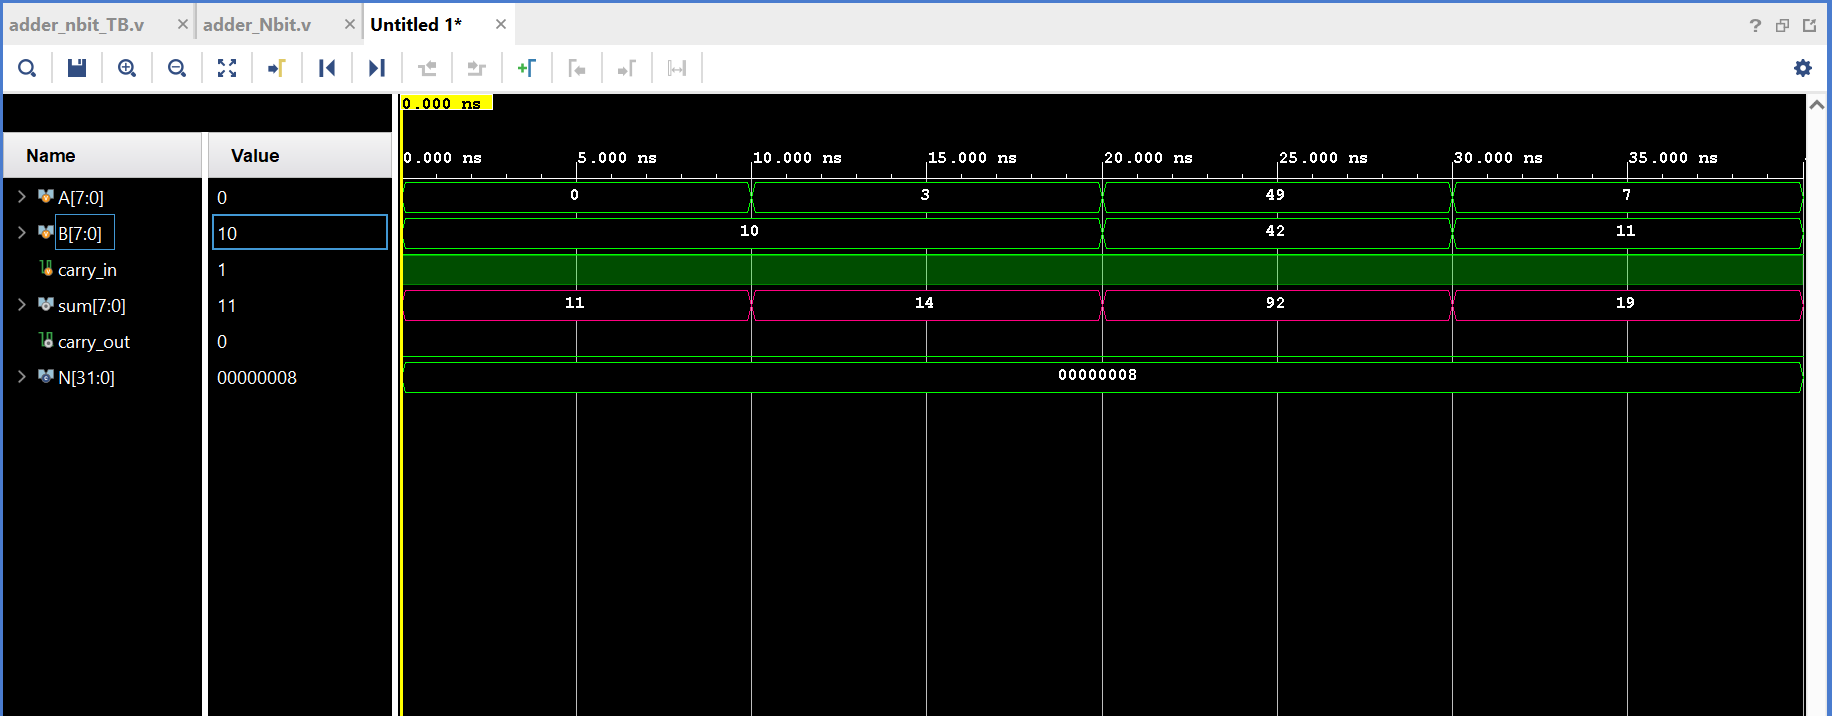 adder_nbit_TB.v × adder_Nbit.v × Untitled 1* ×
?
0.000 ns
Name Value
0.000 ns 5.000 ns 10.000 ns 15.000 ns 20.000 ns 25.000 ns 30.000 ns 35.000 ns
A[7:0] 0 0 3 49 7
B[7:0] 10 10 42 11
carry_in 1
sum[7:0] 11 11 14 92 19
carry_out 0
N[31:0] 00000008 00000008